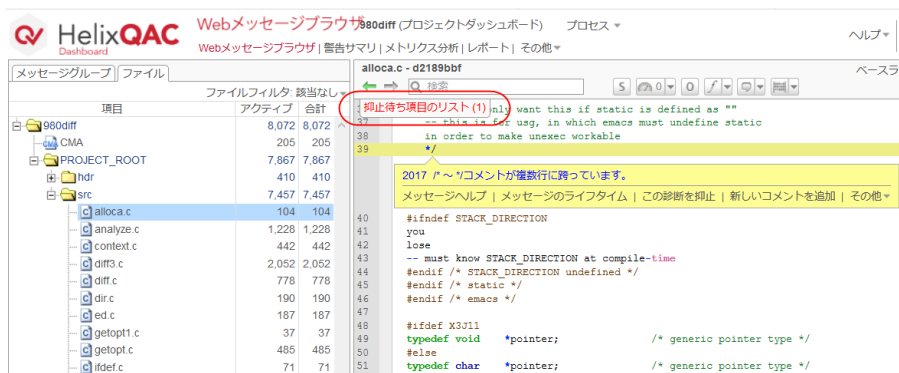 HelixQAC
Dashboard
Webメッセージブラウザ
980diff (プロジェクトダッシュボード) プロセス
ヘルプ
Webメッセージブラウザ | 警告サマリ | メトリクス分析 | レポート | その他
メッセージグループ ファイル
alloca.c - d2189bbf
ベースラ
ファイルフィルタ: 該当なし
検索
S 0 0 f
項目 アクティブ 合計
抑止待ち項目のリスト (1)
980diff 8,072 8,072
CMA 205 205
PROJECT_ROOT 7,867 7,867
hdr 410 410
src 7,457 7,457
alloca.c 104 104
analyze.c 1,228 1,228
context.c 442 442
diff3.c 2,052 2,052
diff.c 778 778
dir.c 190 190
ed.c 187 187
getopt1.c 37 37
getopt.c 485 485
ifdef.c 71 71
only want this if static is defined as ""
37 -- this is for usg, in which emacs must undefine static
38 in order to make unexec workable
39 */
2017 /* ～ */コメントが複数行に跨っています。
メッセージヘルプ | メッセージのライフタイム | この診断を抑止 | 新しいコメントを追加 | その他
40 #ifndef STACK_DIRECTION
41 you
42 lose
43 -- must know STACK_DIRECTION at compile-time
44 #endif /* STACK_DIRECTION undefined */
45 #endif /* static */
46 #endif /* emacs */
47
48 #ifdef X3J11
49 typedef void *pointer; /* generic pointer type */
50 #else
51 typedef char *pointer; /* generic pointer type */